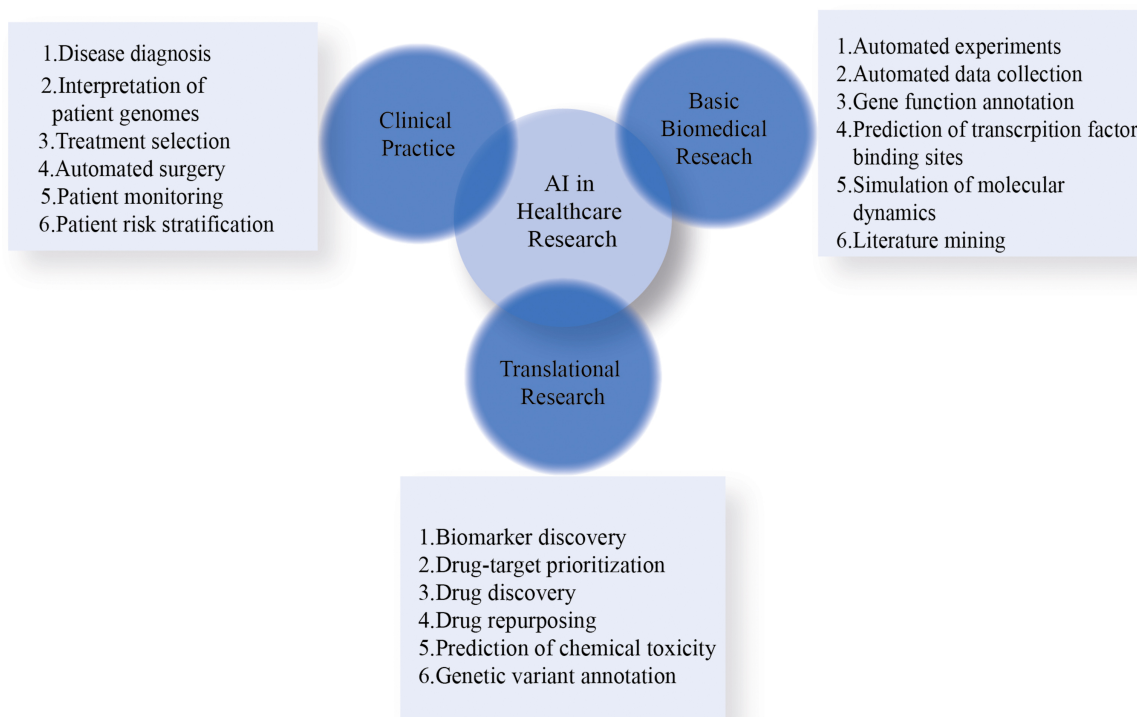 1.Disease diagnosis
2.Interpretation of
patient genomes
3.Treatment selection
4.Automated surgery
5.Patient monitoring
6.Patient risk stratification
Clinical
Practice
AI in
Healthcare
Research
Basic
Biomedical
Reseach
1.Automated experiments
2.Automated data collection
3.Gene function annotation
4.Prediction of transcrpition factor
binding sites
5.Simulation of molecular
dynamics
6.Literature mining
Translational
Research
1.Biomarker discovery
2.Drug-target prioritization
3.Drug discovery
4.Drug repurposing
5.Prediction of chemical toxicity
6.Genetic variant annotation